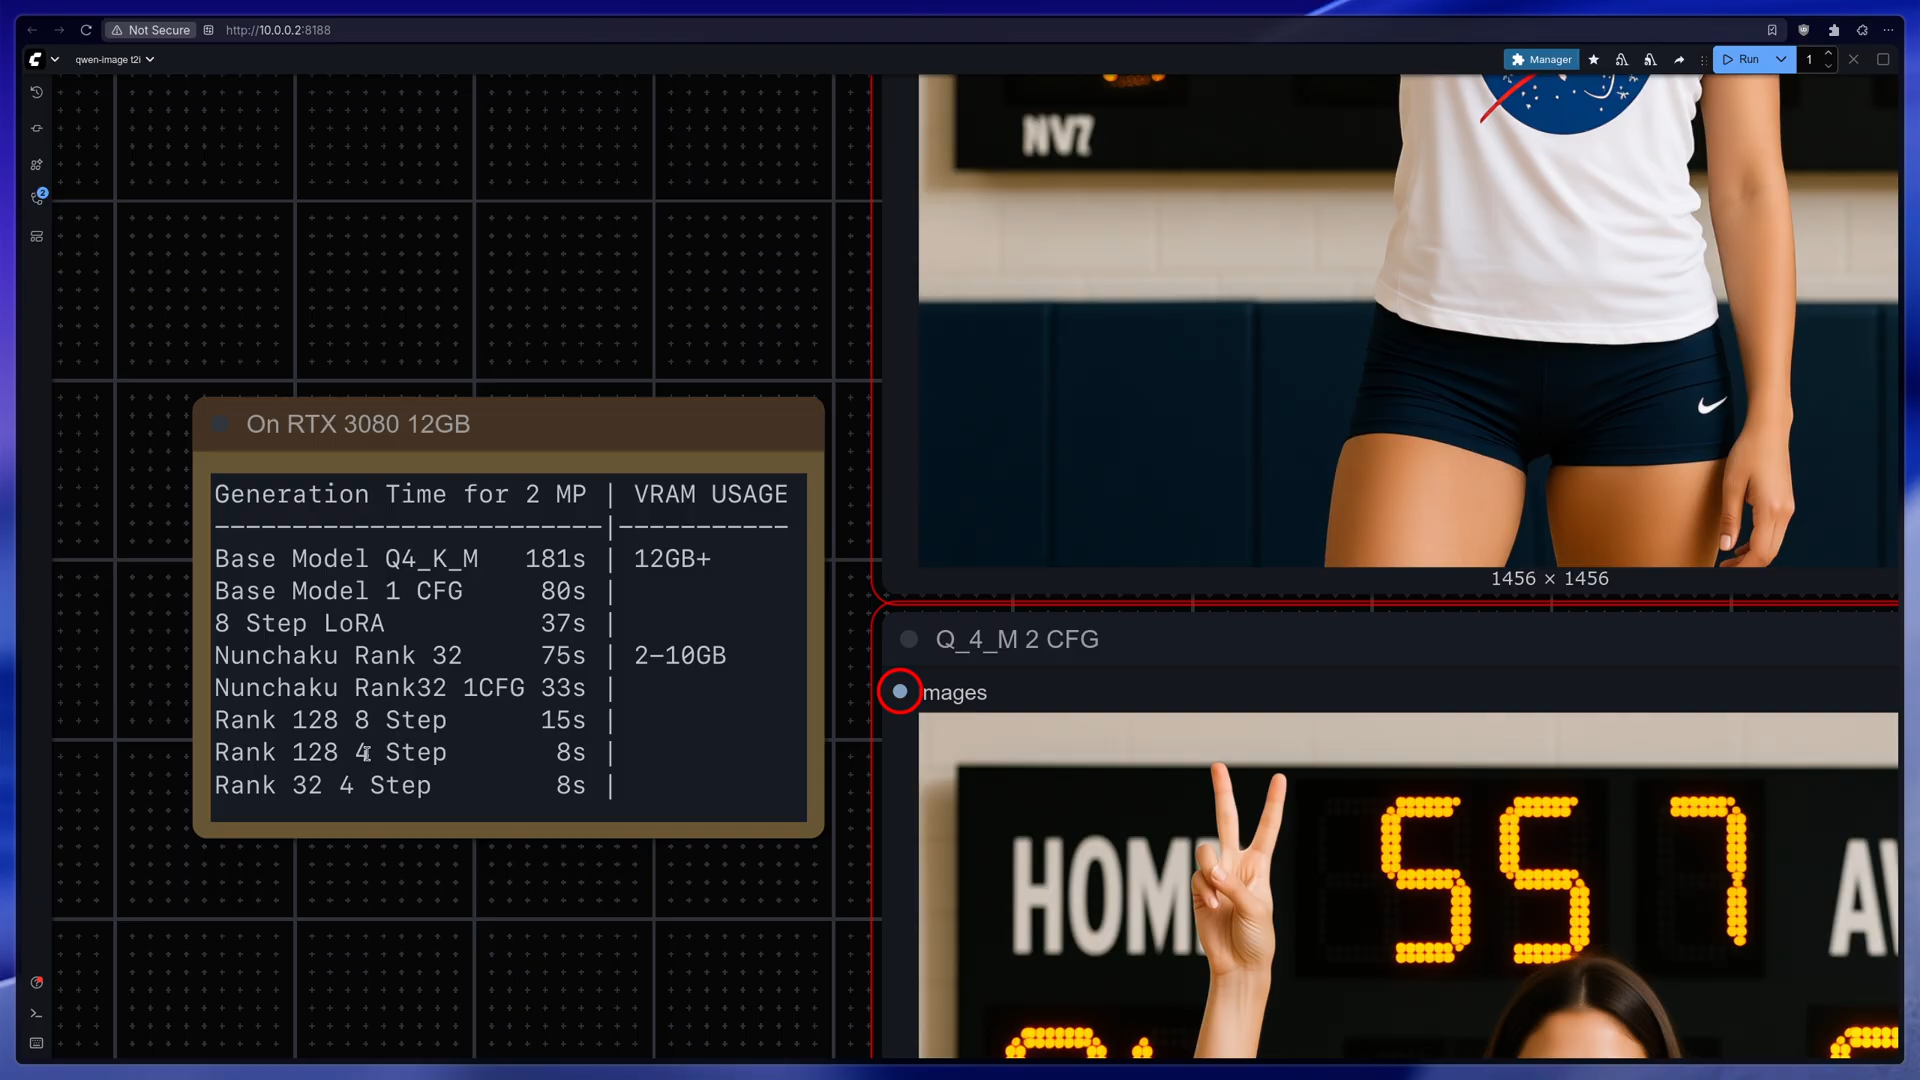 Not Secure
http://10.0.0.2:8188
qwen-image t2i
Manager
Run
1
2
NV7
On RTX 3080 12GB
Generation Time for 2 MP | VRAM USAGE
-------------------------|-----------
Base Model Q4_K_M 181s | 12GB+
Base Model 1 CFG 80s |
8 Step LoRA 37s |
Nunchaku Rank 32 75s | 2-10GB
Nunchaku Rank32 1CFG 33s |
Rank 128 8 Step 15s |
Rank 128 4 Step 8s |
Rank 32 4 Step 8s |
1456 × 1456
Q_4_M 2 CFG
mages
HOM
55 7